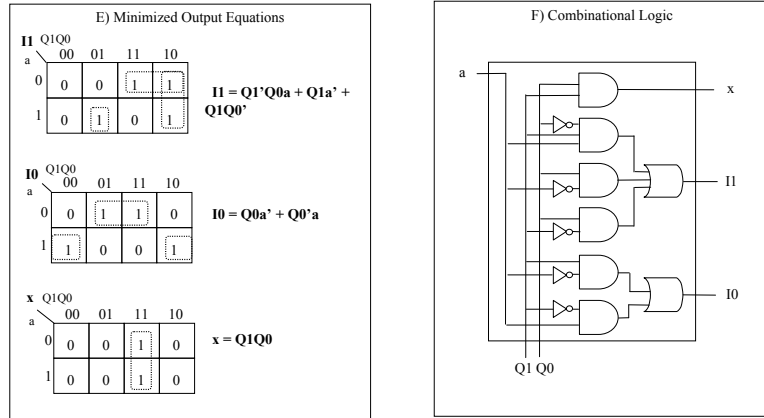 E) Minimized Output Equations
I1 Q1Q0
a 00 01 11 10
0 0 0 1 1
1 0 1 0 1
I1 = Q1’Q0a + Q1a’ +
Q1Q0’
I0 Q1Q0
a 00 01 11 10
0 0 1 1 0
1 1 0 0 1
I0 = Q0a’ + Q0’a
x Q1Q0
a 00 01 11 10
0 0 0 1 0
1 0 0 1 0
x = Q1Q0
F) Combinational Logic
a
x
I1
I0
Q1 Q0